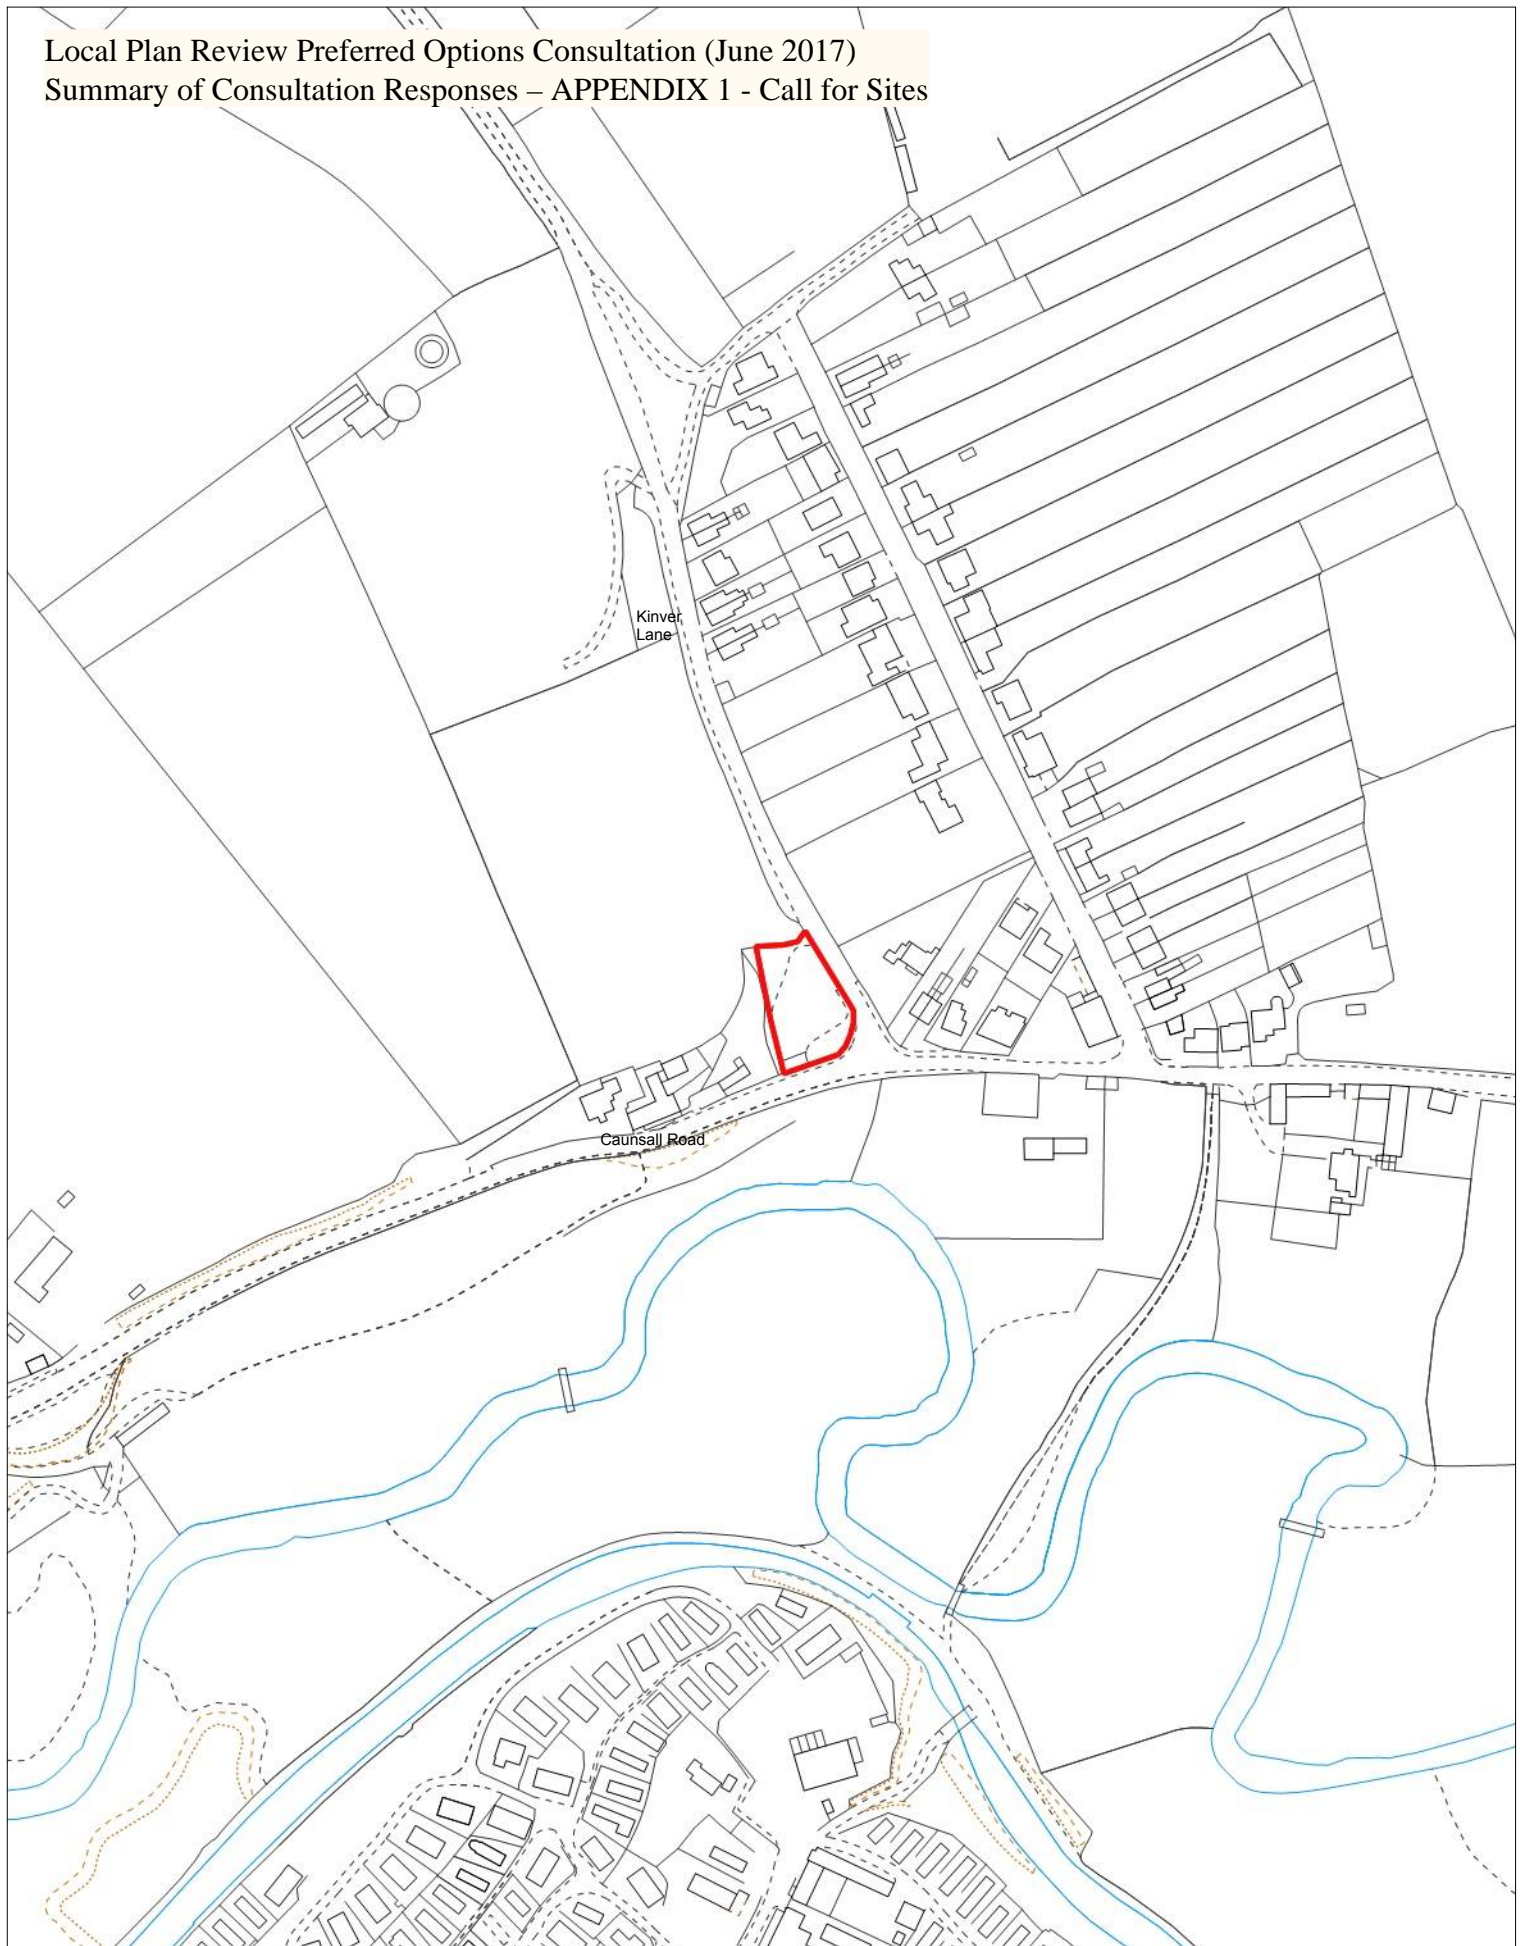 Local Plan Review Preferred Options Consultation (June 2017)
Summary of Consultation Responses – APPENDIX 1 - Call for Sites
Kinver
Lane
Caunsall Road